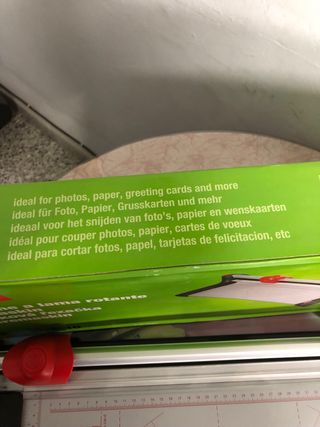 ideal for photos, paper, greeting cards and more
ideal für Foto, Papier, Grusskarten und mehr
ideaal voor het snijden van foto's, papier en wenskaarten
idéal pour couper photos, papier, cartes de voeux
ideal para cortar fotos, papel, tarjetas de felicitacion, etc
a lama rotante